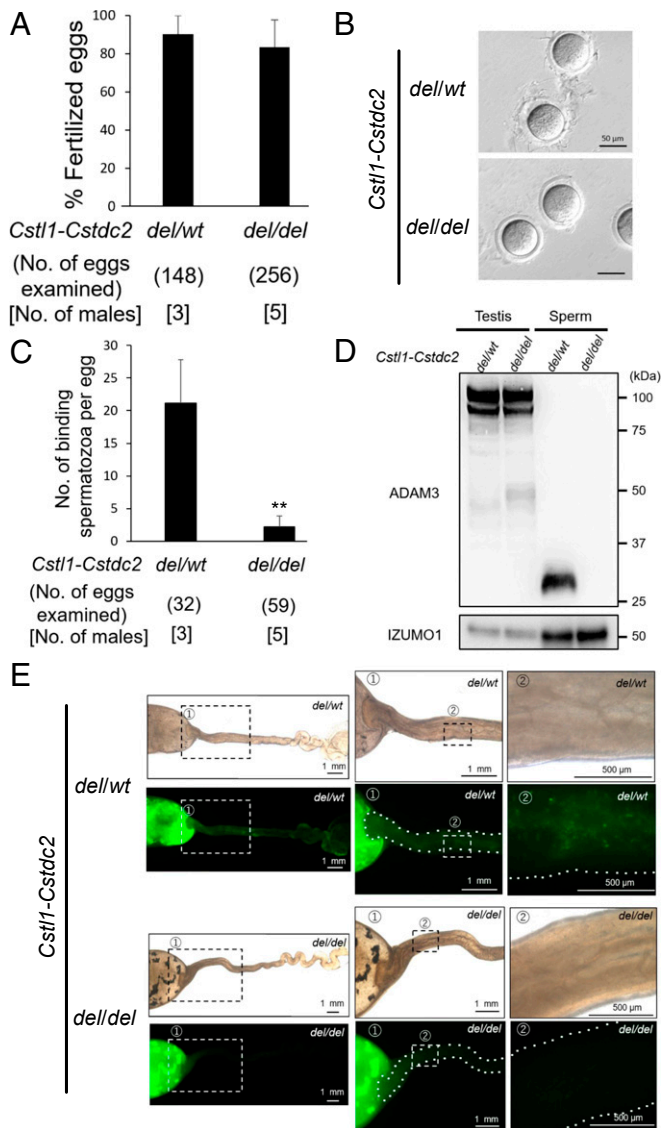 A
% Fertilized eggs
100
80
60
40
20
0
Cstl1-Cstdc2 del/wt del/del
(No. of eggs examined) (148) (256)
[No. of males] [3] [5]
B
Cstl1-Cstdc2
del/wt
50 µm
del/del
C
No. of binding spermatozoa per egg
30
25
20
15
10
5
0
**
Cstl1-Cstdc2 del/wt del/del
(No. of eggs examined) (32) (59)
[No. of males] [3] [5]
D
Testis Sperm
Cstl1-Cstdc2 del/wt del/del del/wt del/del
(kDa)
100
75
ADAM3
50
37
25
IZUMO1
50
E
Cstl1-Cstdc2
del/wt
① del/wt 1 mm
① ② del/wt 1 mm
② del/wt 500 µm
① del/wt 1 mm
① ② del/wt 1 mm
② del/wt 500 µm
del/del
① del/del 1 mm
① ② del/del 1 mm
② del/del 500 µm
① del/del 1 mm
① ② del/del 1 mm
② del/del 500 µm